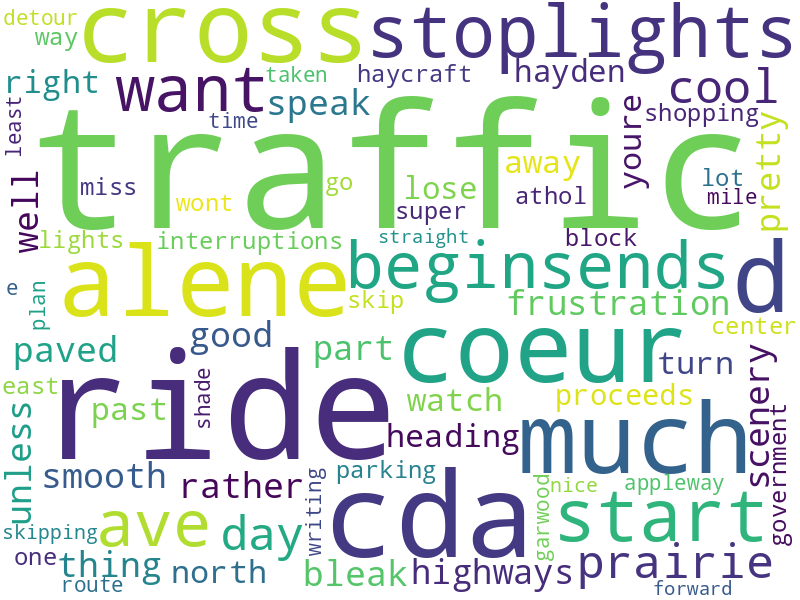 detour cross stoplights
way
right want taken haycraft hayden cool
speak
least time traffic youre shopping pretty
well miss wont go lose away athol lot mile
super
lights interruptions straight block
e alene beginsends d
plan skip frustration
paved good part coeur turn center
east past ride shade watch proceeds scenery
unless heading much government
smooth rather writing cda parking garwood nice appleway
skipping ave day start
one thing north bleak highways prairie
route forward